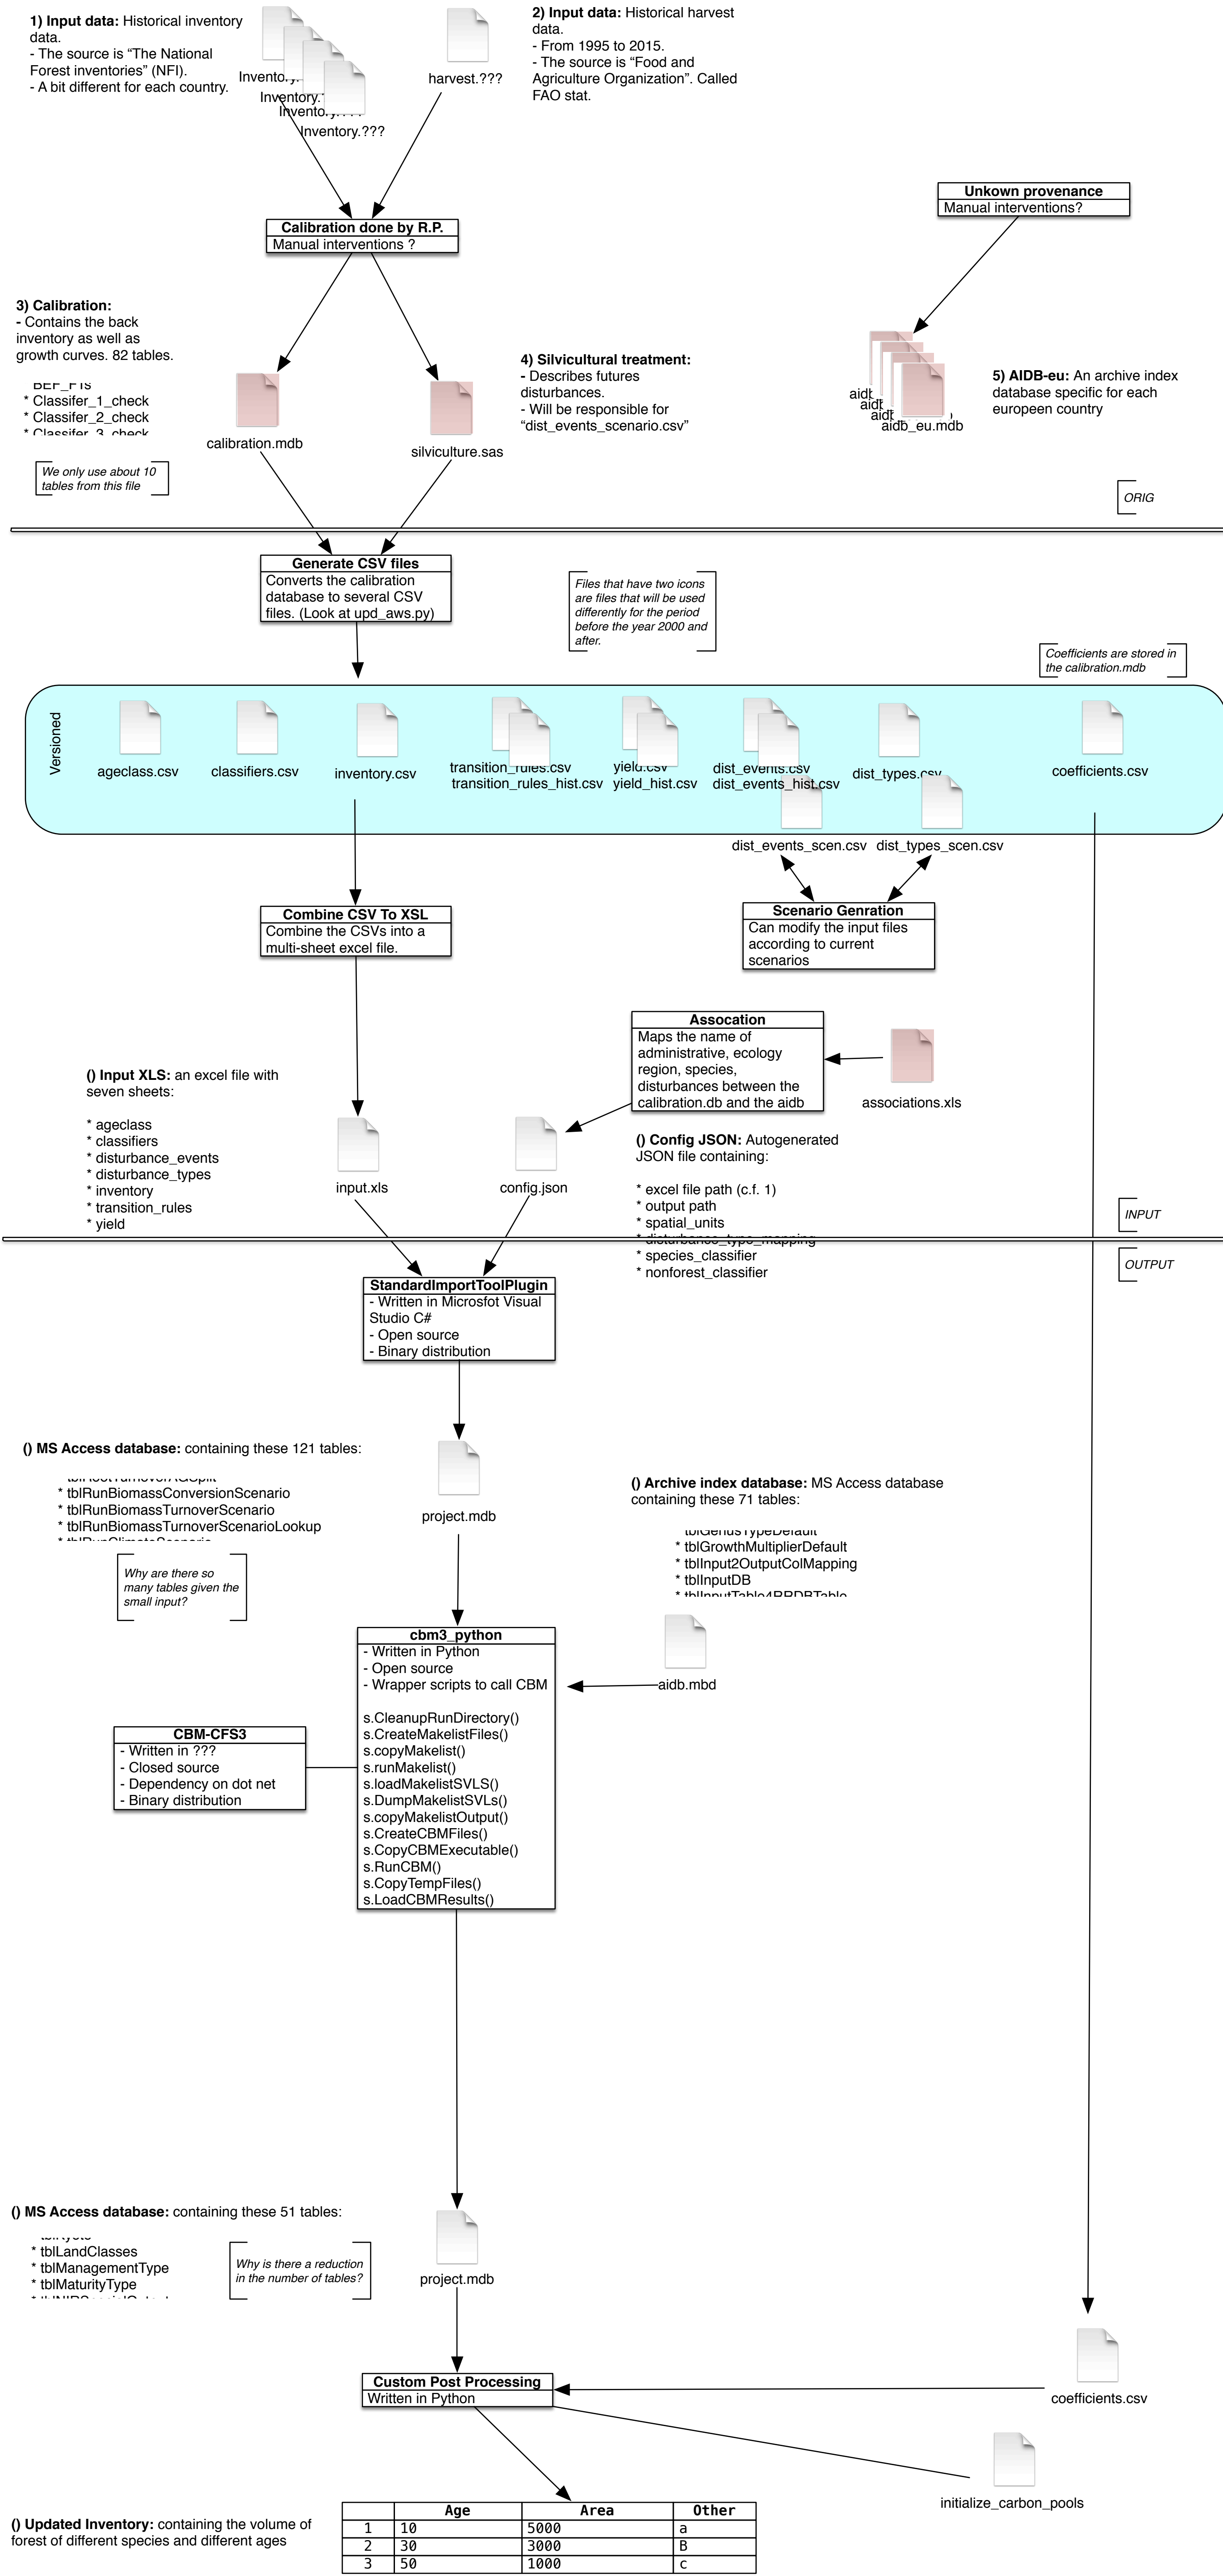 1) Input data: Historical inventory
data.
- The source is “The National
Forest inventories” (NFI).
- A bit different for each country.
Inventory.
Inventory.
Inventory.???
Inventory.???
harvest.???
2) Input data: Historical harvest
data.
- From 1995 to 2015.
- The source is “Food and
Agriculture Organization”. Called
FAO stat.
Calibration done by R.P.
Manual interventions ?
Unkown provenance
Manual interventions?
3) Calibration:
- Contains the back
inventory as well as
growth curves. 82 tables.
BEF_FTs
* Classifer_1_check
* Classifer_2_check
* Classifer_3_check
We only use about 10
tables from this file
calibration.mdb
silviculture.sas
4) Silvicultural treatment:
- Describes futures
disturbances.
- Will be responsible for
“dist_events_scenario.csv”
aidb_eu.mdb
5) AIDB-eu: An archive index
database specific for each
europeen country
ORIG
Generate CSV files
Converts the calibration
database to several CSV
files. (Look at upd_aws.py)
Files that have two icons
are files that will be used
differently for the period
before the year 2000 and
after.
Coefficients are stored in
the calibration.mdb
Versioned
ageclass.csv
classifiers.csv
inventory.csv
transition_rules.csv
transition_rules_hist.csv
yield.csv
yield_hist.csv
dist_events.csv
dist_events_hist.csv
dist_types.csv
coefficients.csv
dist_events_scen.csv
dist_types_scen.csv
Combine CSV To XSL
Combine the CSVs into a
multi-sheet excel file.
Scenario Genration
Can modify the input files
according to current
scenarios
Assocation
Maps the name of
administrative, ecology
region, species,
disturbances between the
calibration.db and the aidb
associations.xls
() Input XLS: an excel file with
seven sheets:
* ageclass
* classifiers
* disturbance_events
* disturbance_types
* inventory
* transition_rules
* yield
input.xls
config.json
() Config JSON: Autogenerated
JSON file containing:
* excel file path (c.f. 1)
* output path
* spatial_units
* disturbance_type_mapping
* species_classifier
* nonforest_classifier
INPUT
OUTPUT
StandardImportToolPlugin
- Written in Microsfot Visual
Studio C#
- Open source
- Binary distribution
() MS Access database: containing these 121 tables:
* tblRunBiomassConversionScenario
* tblRunBiomassTurnoverScenario
* tblRunBiomassTurnoverScenarioLookup
* tblRunClimateScenario
Why are there so
many tables given the
small input?
project.mdb
() Archive index database: MS Access database
containing these 71 tables:
tblGenusTypeDefault
* tblGrowthMultiplierDefault
* tblInput2OutputColMapping
* tblInputDB
* tblInputTable4RRDBTable
aidb.mbd
cbm3_python
- Written in Python
- Open source
- Wrapper scripts to call CBM
s.CleanupRunDirectory()
s.CreateMakelistFiles()
s.copyMakelist()
s.runMakelist()
s.loadMakelistSVLS()
s.DumpMakelistSVLs()
s.copyMakelistOutput()
s.CreateCBMFiles()
s.CopyCBMExecutable()
s.RunCBM()
s.CopyTempFiles()
s.LoadCBMResults()
CBM-CFS3
- Written in ???
- Closed source
- Dependency on dot net
- Binary distribution
() MS Access database: containing these 51 tables:
* tblLandClasses
* tblManagementType
* tblMaturityType
Why is there a reduction
in the number of tables?
project.mdb
Custom Post Processing
Written in Python
coefficients.csv
initialize_carbon_pools
() Updated Inventory: containing the volume of
forest of different species and different ages
Age Area Other
1 10 5000 a
2 30 3000 B
3 50 1000 c